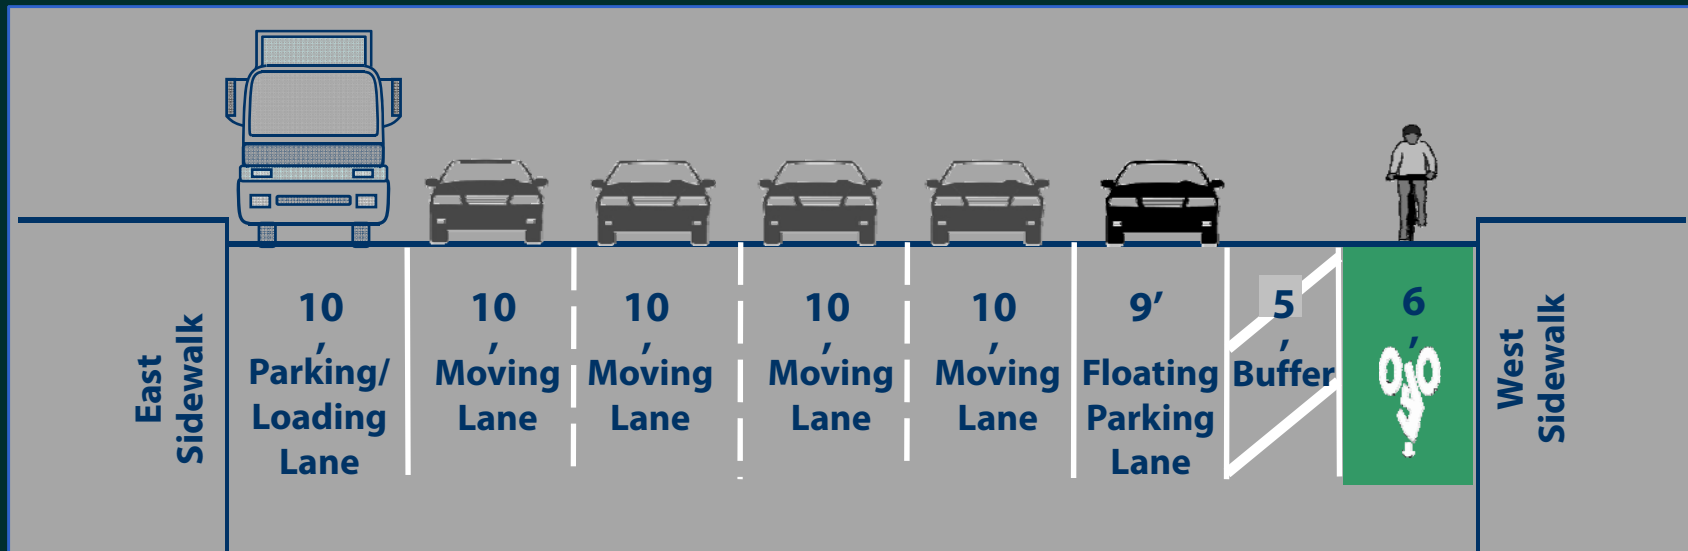 East
Sidewalk
10
’
Parking/
Loading
Lane
10
’
Moving
Lane
10
’
Moving
Lane
10
’
Moving
Lane
10
’
Moving
Lane
9’
Floating
Parking
Lane
5
’
Buffer
6
’
West
Sidewalk